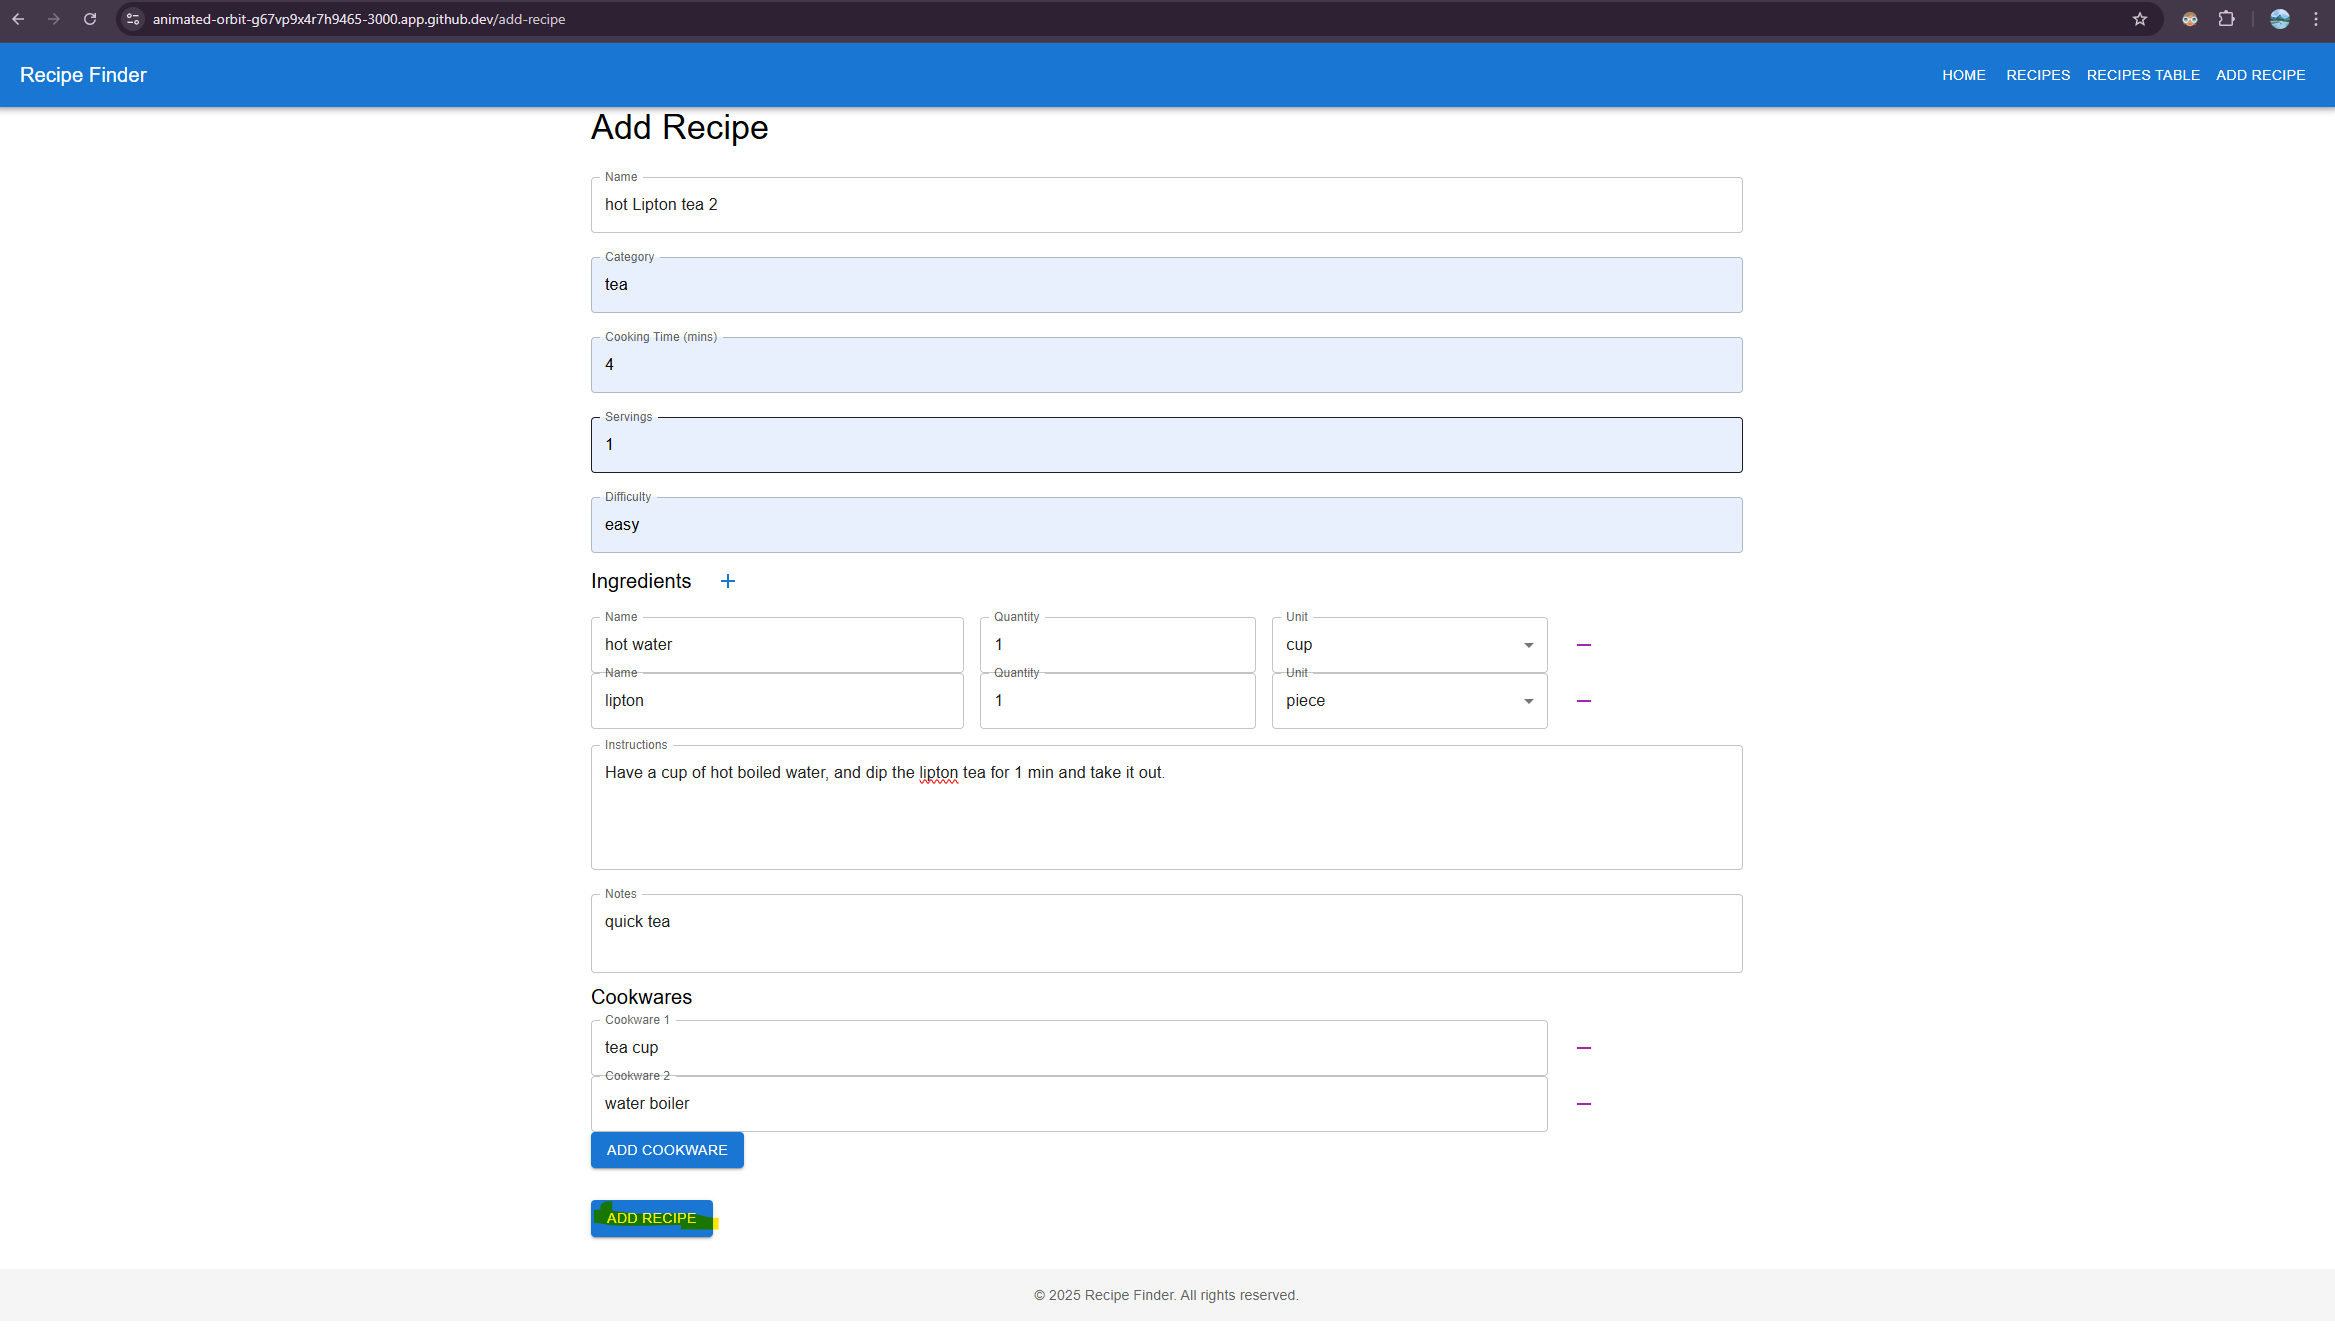 animated-orbit-g67vp9x4r7h9465-3000.app.github.dev/add-recipe
Recipe Finder
HOME RECIPES RECIPES TABLE ADD RECIPE
Add Recipe
Name
hot Lipton tea 2
Category
tea
Cooking Time (mins)
4
Servings
1
Difficulty
easy
Ingredients +
Name Quantity Unit
hot water 1 cup
Name Quantity Unit
lipton 1 piece
Instructions
Have a cup of hot boiled water, and dip the lipton tea for 1 min and take it out.
Notes
quick tea
Cookwares
Cookware 1
tea cup
Cookware 2
water boiler
ADD COOKWARE
ADD RECIPE
© 2025 Recipe Finder. All rights reserved.